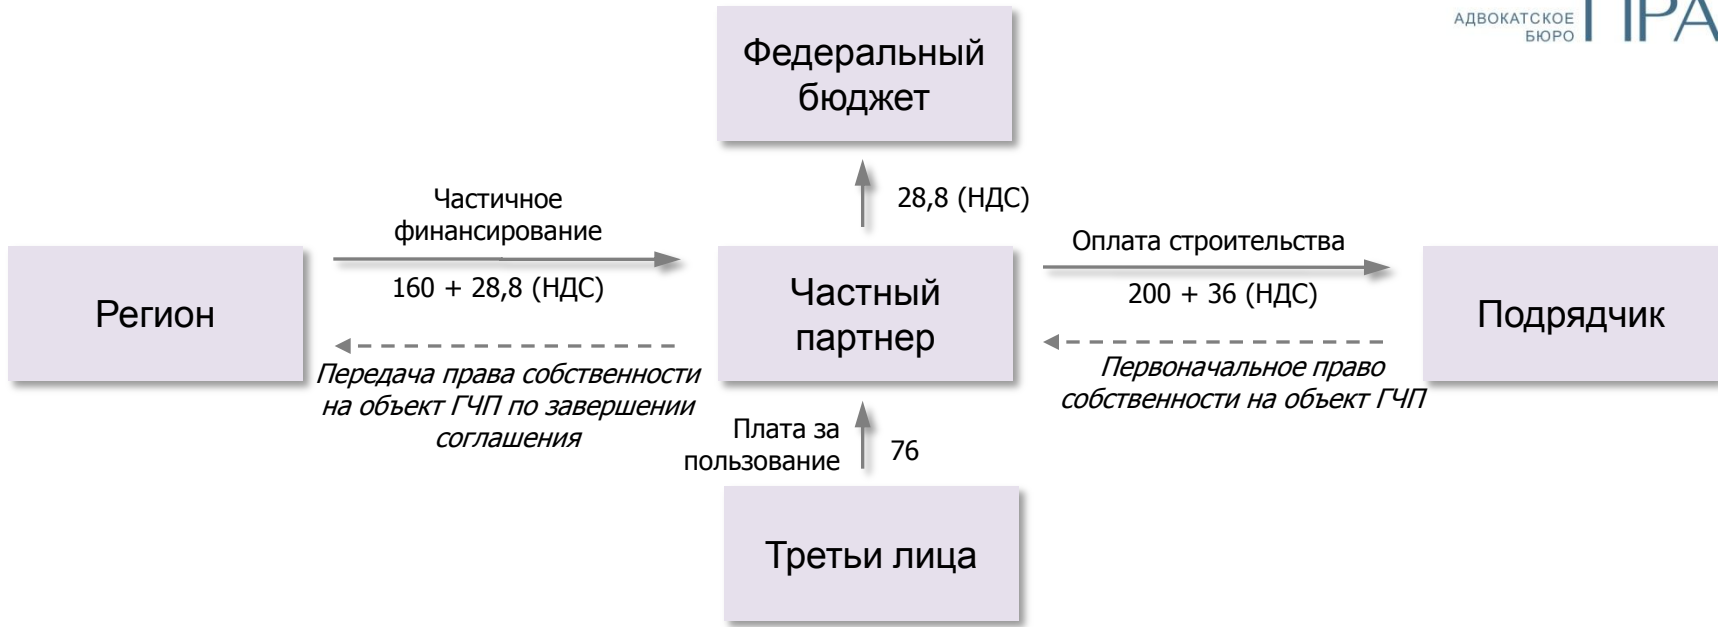 АДВОКАТСКОЕ
БЮРО
Федеральный
бюджет
28,8 (НДС)
Частичное
финансирование
160 + 28,8 (НДС)
Оплата строительства
200 + 36 (НДС)
Регион
Частный
партнер
Подрядчик
Передача права собственности
на объект ГЧП по завершении
соглашения
Первоначальное право
собственности на объект ГЧП
Плата за
пользование
76
Третьи лица